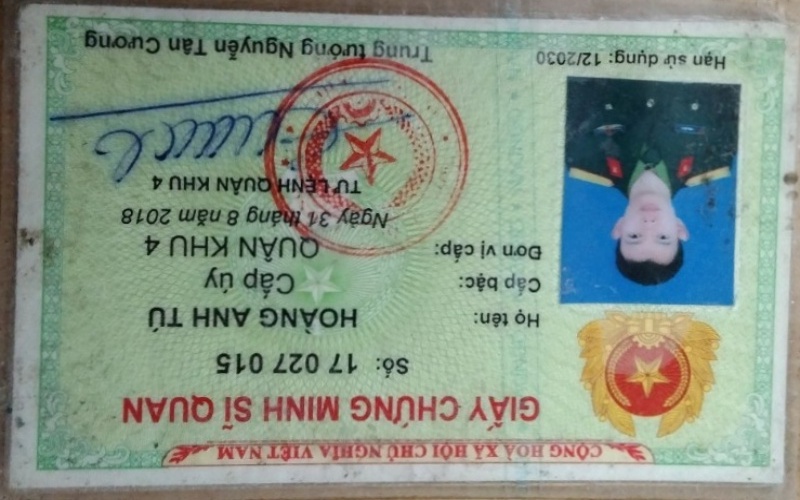 CỘNG HOÀ XÃ HỘI CHỦ NGHĨA VIỆT NAM
GIẤY CHỨNG MINH SĨ QUAN
Số: 17 027 015
Họ tên: HOÀNG ANH TÚ
Cấp bậc: Cấp úy
Đơn vị cấp: QUÂN KHU 4
Ngày 31 tháng 8 năm 2018
TƯ LỆNH QUÂN KHU 4
Hạn sử dụng: 12/2030
Trung tướng Nguyễn Tân Cương